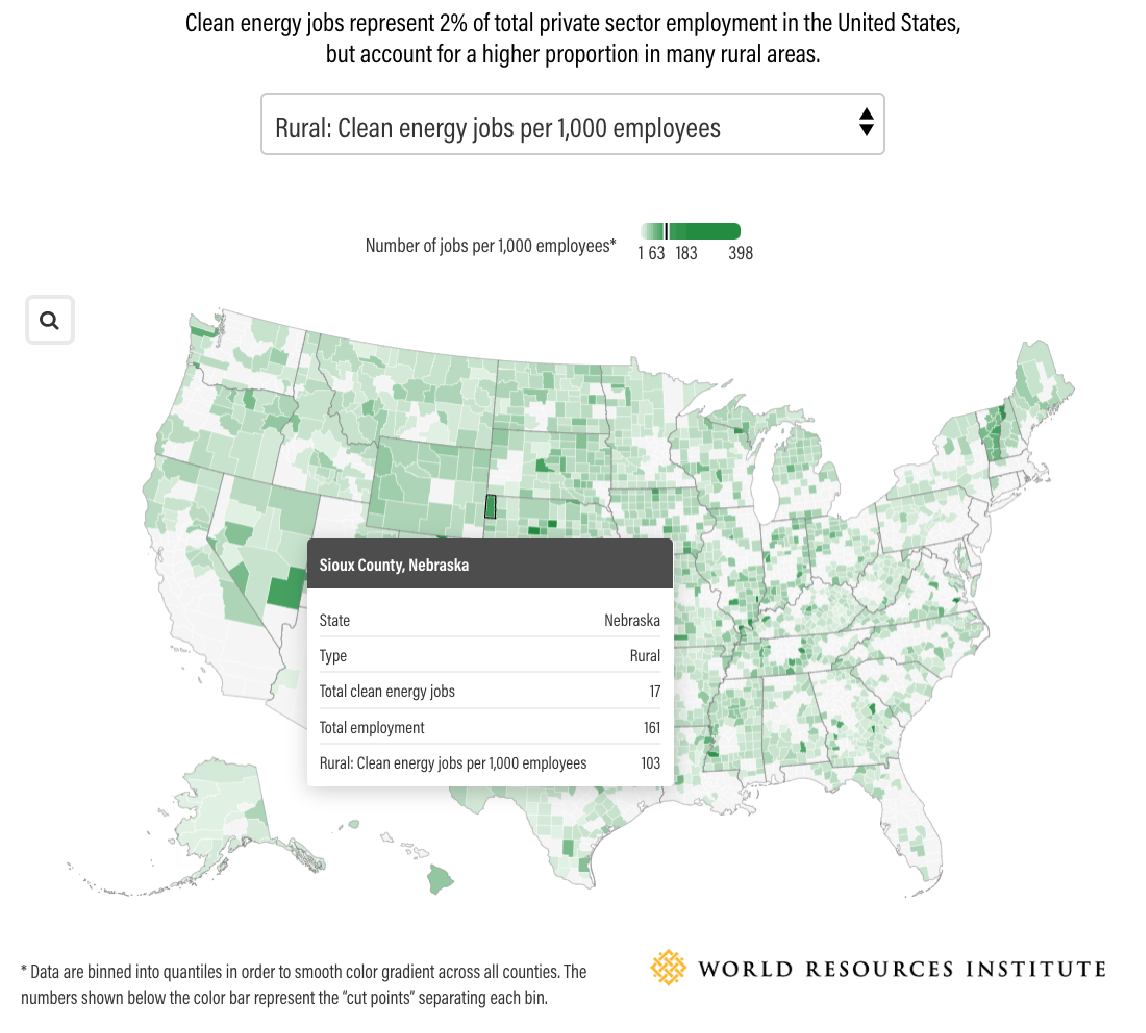 Clean energy jobs represent 2% of total private sector employment in the United States,
but account for a higher proportion in many rural areas.
Rural: Clean energy jobs per 1,000 employees
Number of jobs per 1,000 employees*
1 63 183 398
Sioux County, Nebraska
State Nebraska
Type Rural
Total clean energy jobs 17
Total employment 161
Rural: Clean energy jobs per 1,000 employees 103
* Data are binned into quantiles in order to smooth color gradient across all counties. The
numbers shown below the color bar represent the “cut points” separating each bin.
WORLD RESOURCES INSTITUTE